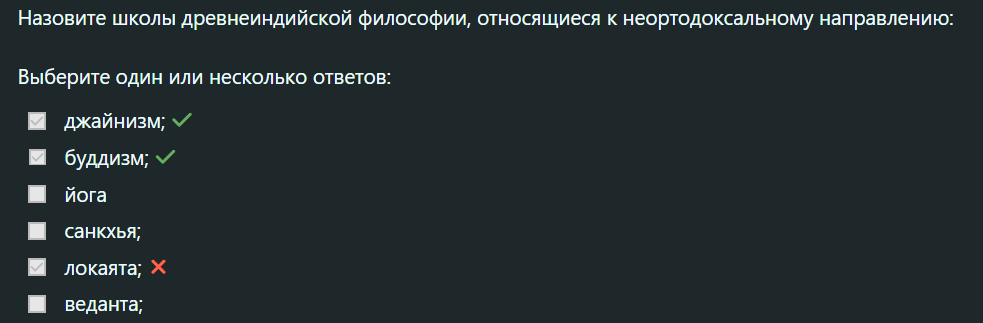 Назовите школы древнеиндийской философии, относящиеся к неортодоксальному направлению:
Выберите один или несколько ответов:
джайнизм;
буддизм;
йога
санкхья;
локаята;
веданта;